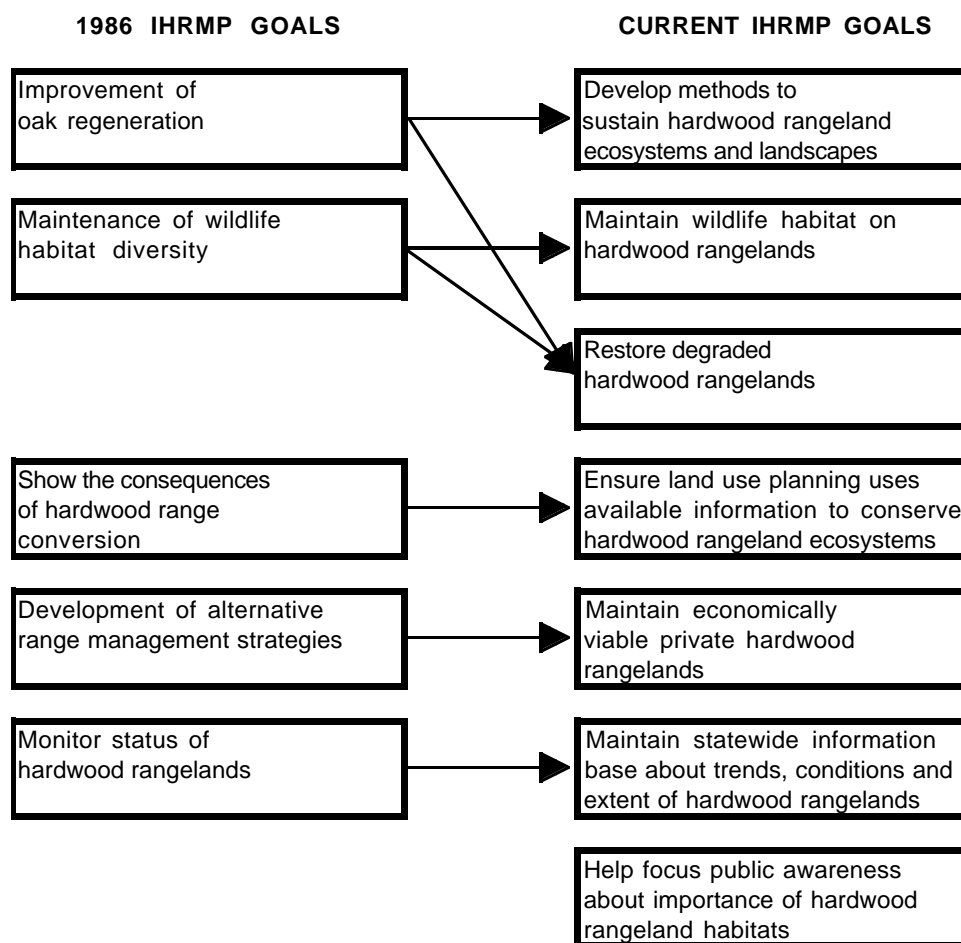 1986 IHRMP GOALS
CURRENT IHRMP GOALS
Improvement of
oak regeneration
Develop methods to
sustain hardwood rangeland
ecosystems and landscapes
Maintenance of wildlife
habitat diversity
Maintain wildlife habitat on
hardwood rangelands
Restore degraded
hardwood rangelands
Show the consequences
of hardwood range
conversion
Ensure land use planning uses
available information to conserve
hardwood rangeland ecosystems
Development of alternative
range management strategies
Maintain economically
viable private hardwood
rangelands
Monitor status of
hardwood rangelands
Maintain statewide information
base about trends, conditions and
extent of hardwood rangelands
Help focus public awareness
about importance of hardwood
rangeland habitats